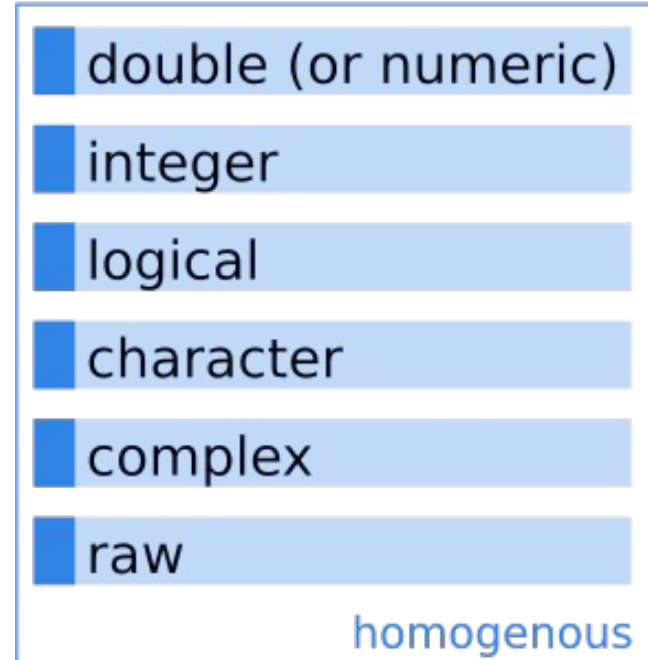 double (or numeric)
integer
logical
character
complex
raw
homogenous